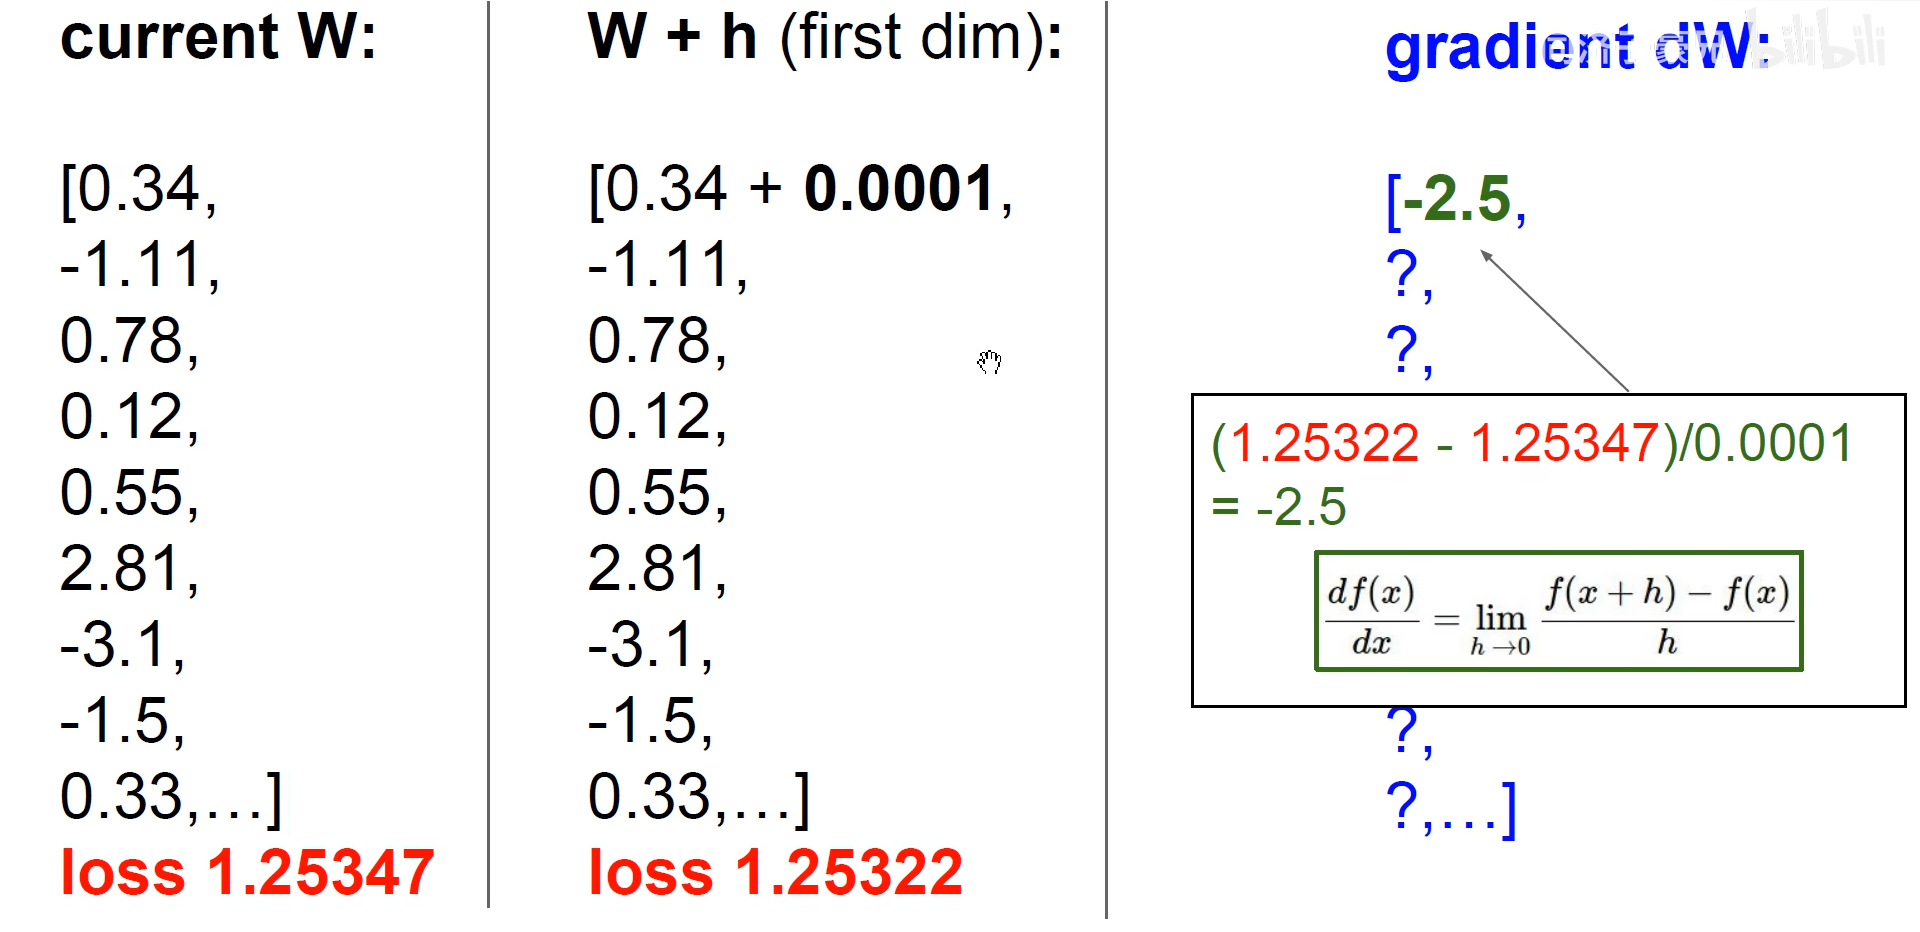 current W:
[0.34,
-1.11,
0.78,
0.12,
0.55,
2.81,
-3.1,
-1.5,
0.33,…]
loss 1.25347
W + h (first dim):
[0.34 + 0.0001,
-1.11,
0.78,
0.12,
0.55,
2.81,
-3.1,
-1.5,
0.33,…]
loss 1.25322
gradient dW:
bilibili
[-2.5,
?,
?,
(1.25322 - 1.25347)/0.0001
= -2.5
df(x)/dx = lim h→0 f(x + h) − f(x)/h
?,
?,…]